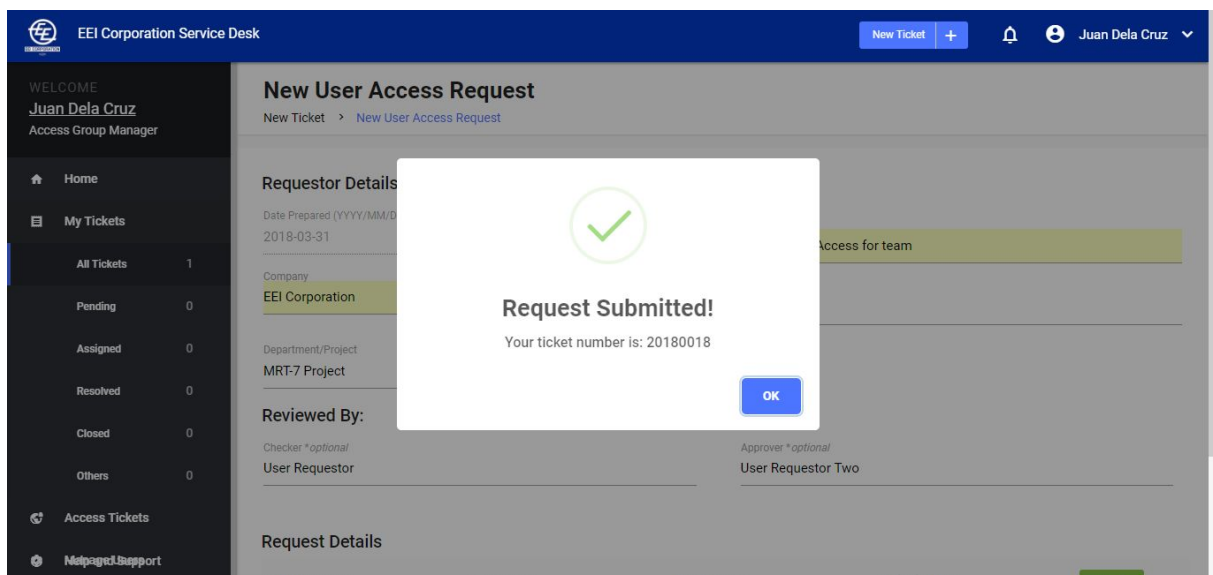 EEI Corporation Service Desk
New Ticket +
Juan Dela Cruz
WELCOME
Juan Dela Cruz
Access Group Manager
Home
My Tickets
All Tickets 1
Pending 0
Assigned 0
Resolved 0
Closed 0
Others 0
Access Tickets
New User Access Request
New Ticket > New User Access Request
Requestor Details
Date Prepared (YYYY/MM/D
2018-03-31
Access for team
Company
EEI Corporation
Department/Project
MRT-7 Project
Request Submitted!
Your ticket number is: 20180018
OK
Reviewed By:
Checker *optional
User Requestor
Approver *optional
User Requestor Two
Request Details